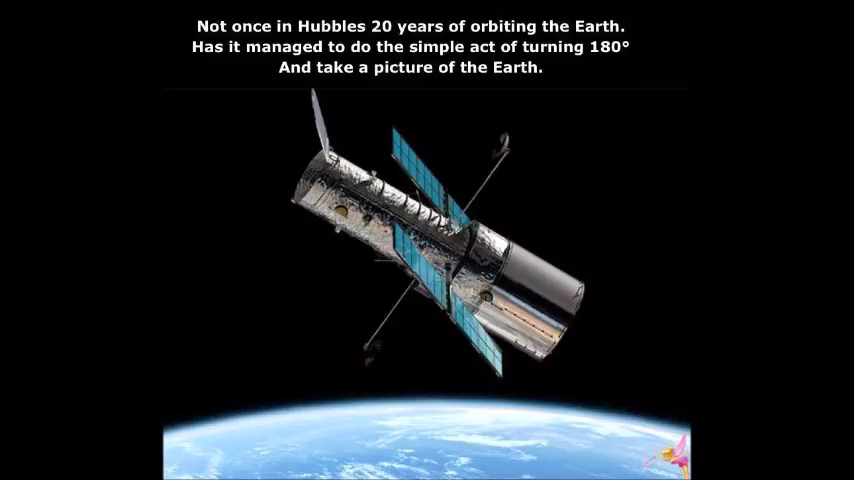 Not once in Hubbles 20 years of orbiting the Earth.
Has it managed to do the simple act of turning 180°
And take a picture of the Earth.